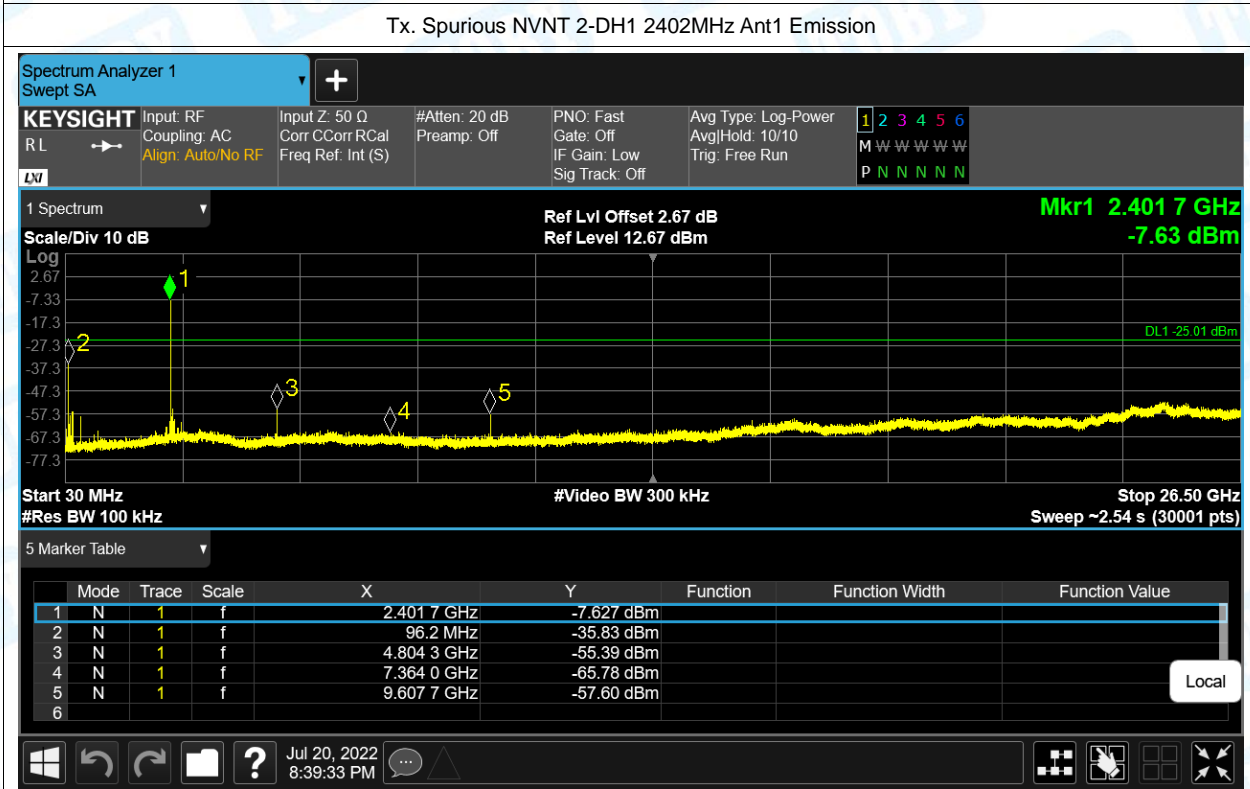 Tx. Spurious NVNT 2-DH1 2402MHz Ant1 Emission
Spectrum Analyzer 1
Swept SA
+
KEYSIGHT Input: RF Input Z: 50 Ω #Atten: 20 dB PNO: Fast Avg Type: Log-Power 1 2 3 4 5 6
R L Coupling: AC Corr CCorr RCal Preamp: Off Gate: Off Avg|Hold: 10/10 M W W W W W
Align: Auto/No RF Freq Ref: Int (S) IF Gain: Low Trig: Free Run
LXI Sig Track: Off P N N N N N
1 Spectrum Ref Lvl Offset 2.67 dB Mkr1 2.401 7 GHz
Scale/Div 10 dB Ref Level 12.67 dBm -7.63 dBm
Log
2.67 1
-7.33
-17.3 DL1 -25.01 dBm
-27.3 2
-37.3
-47.3 3 5
-57.3 4
-67.3
-77.3
Start 30 MHz #Video BW 300 kHz Stop 26.50 GHz
#Res BW 100 kHz Sweep ~2.54 s (30001 pts)
5 Marker Table
Mode Trace Scale X Y Function Function Width Function Value
1 N 1 f 2.401 7 GHz -7.627 dBm
2 N 1 f 96.2 MHz -35.83 dBm
3 N 1 f 4.804 3 GHz -55.39 dBm
4 N 1 f 7.364 0 GHz -65.78 dBm
5 N 1 f 9.607 7 GHz -57.60 dBm
6
Local
? Jul 20, 2022
8:39:33 PM